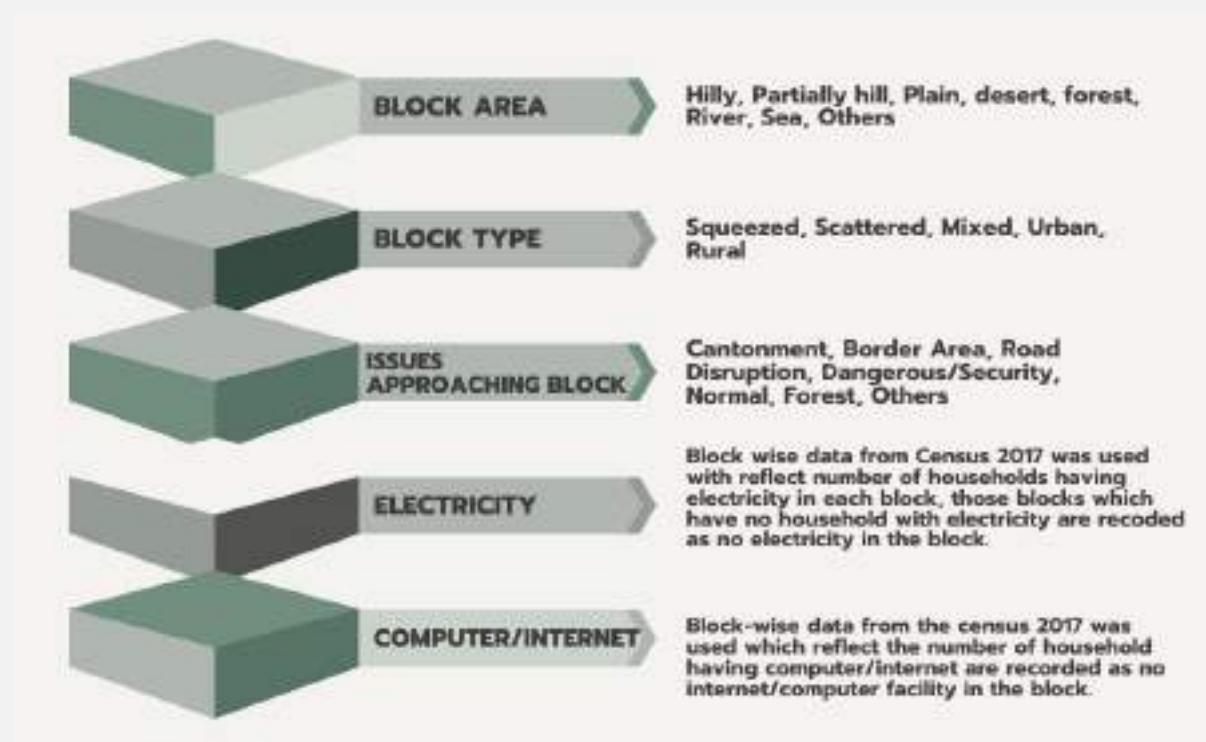 BLOCK AREA
Hilly, Partially hill, Plain, desert, forest,
River, Sea, Others
BLOCK TYPE
Squeezed, Scattered, Mixed, Urban,
Rural
ISSUES
APPROACHING BLOCK
Cantonment, Border Area, Road
Disruption, Dangerous/Security,
Normal, Forest, Others
ELECTRICITY
Block wise data from Census 2017 was used
with reflect number of households having
electricity in each block, those blocks which
have no household with electricity are recoded
as no electricity in the block.
COMPUTER/INTERNET
Block-wise data from the census 2017 was
used which reflect the number of household
having computer/internet are recorded as no
internet/computer facility in the block.